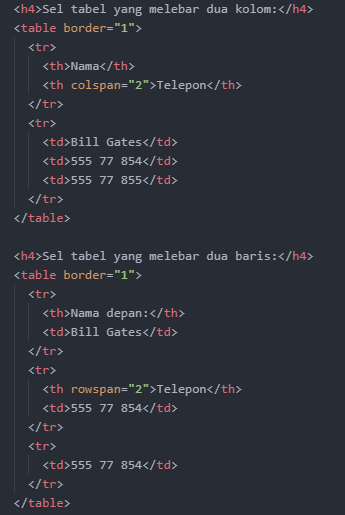 <h4>Sel tabel yang melebar dua kolom:</h4>
<table border="1">
<tr>
<th>Nama</th>
<th colspan="2">Telepon</th>
</tr>
<tr>
<td>Bill Gates</td>
<td>555 77 854</td>
<td>555 77 855</td>
</tr>
</table>
<h4>Sel tabel yang melebar dua baris:</h4>
<table border="1">
<tr>
<th>Nama depan:</th>
<td>Bill Gates</td>
</tr>
<tr>
<th rowspan="2">Telepon</th>
<td>555 77 854</td>
</tr>
<tr>
<td>555 77 854</td>
</tr>
</table>